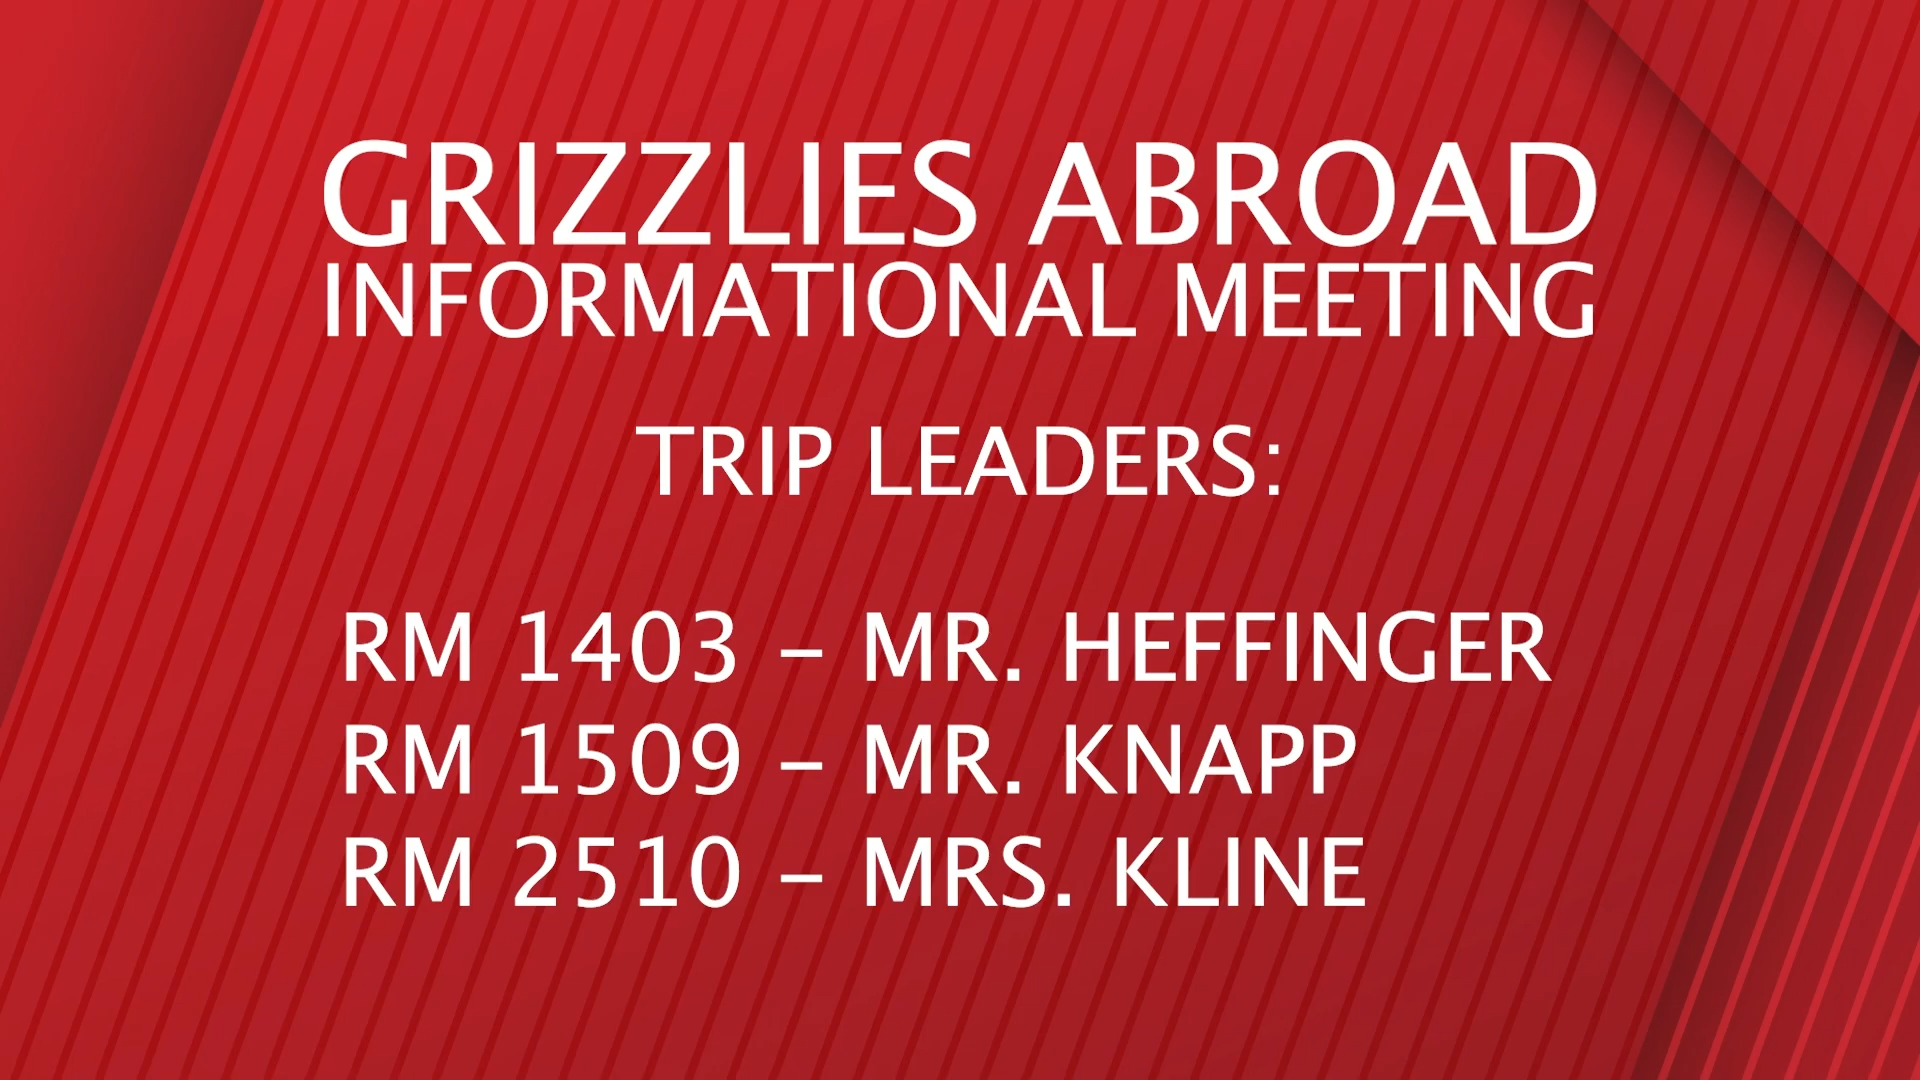 GRIZZLIES ABROAD
INFORMATIONAL MEETING
TRIP LEADERS:
RM 1403 – MR. HEFFINGER
RM 1509 – MR. KNAPP
RM 2510 – MRS. KLINE